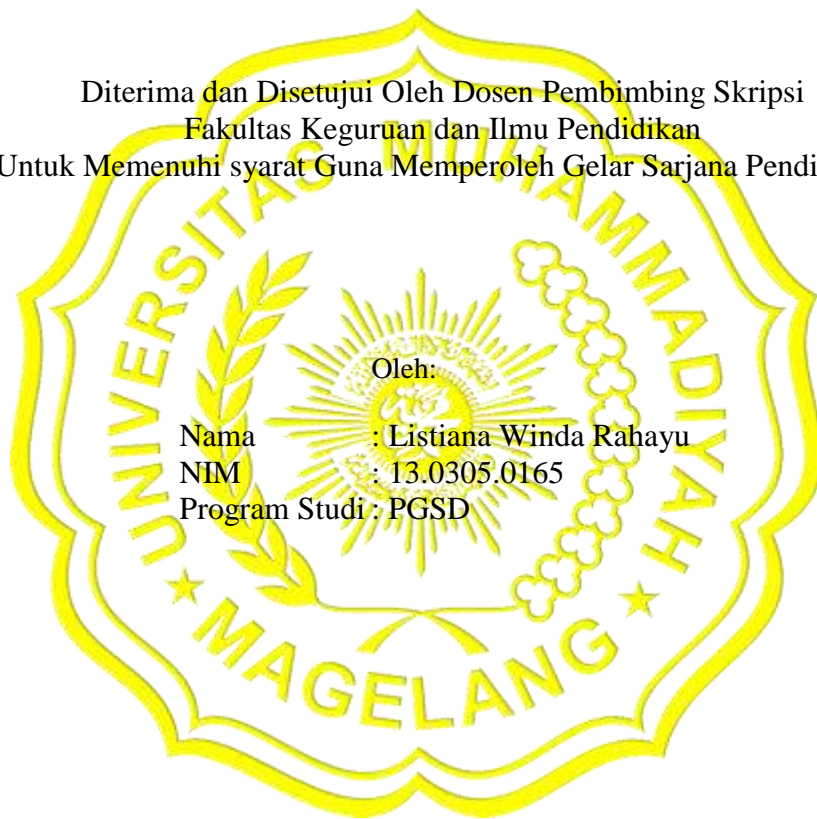 Diterima dan Disetujui Oleh Dosen Pembimbing Skripsi
Fakultas Keguruan dan Ilmu Pendidikan
Untuk Memenuhi syarat Guna Memperoleh Gelar Sarjana Pendi
Oleh:
Nama : Listiana Winda Rahayu
NIM : 13.0305.0165
Program Studi : PGSD
UNIVERSITAS MUHAMMADIYAH
MAGELANG